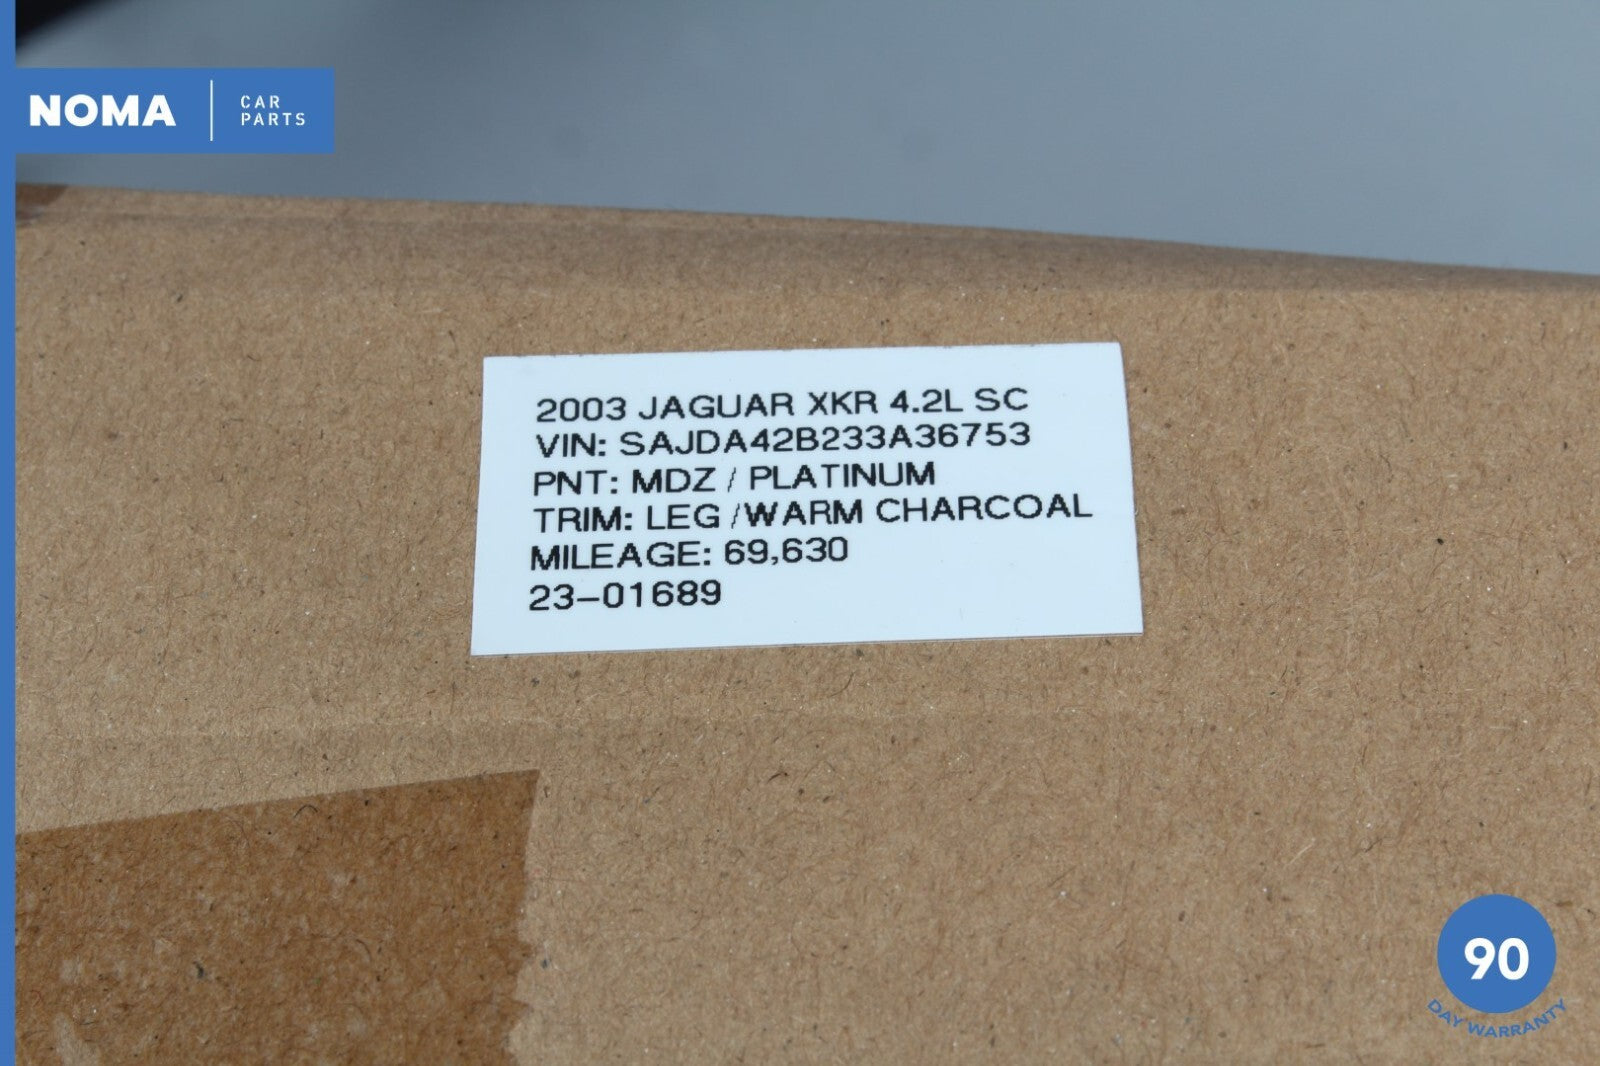 NOMA
CAR
PARTS
2003 JAGUAR XKR 4.2L SC
VIN: SAJDA42B233A36753
PNT: MDZ / PLATINUM
TRIM: LEG /WARM CHARCOAL
MILEAGE: 69,630
23-01689
90
DAY WARRANTY